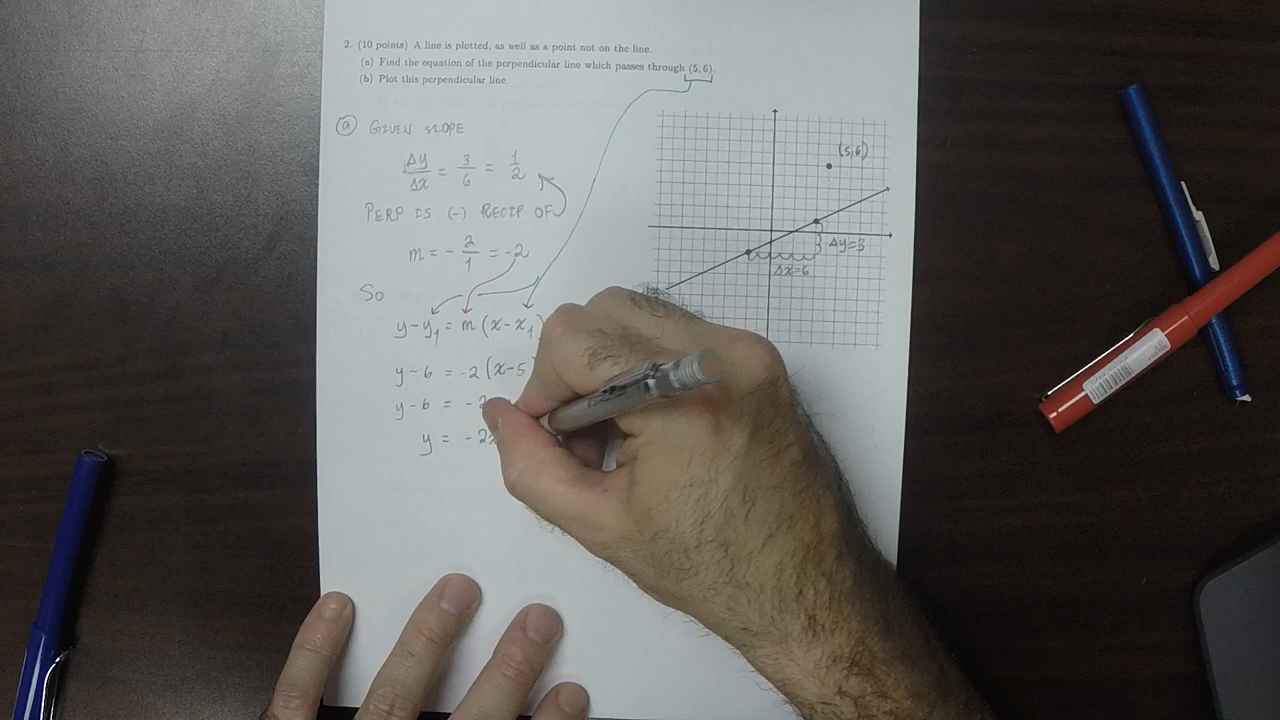 2. (10 points) A line is plotted, as well as a point not on the line.
(a) Find the equation of the perpendicular line which passes through (5, 6).
(b) Plot this perpendicular line.
(a) GIVEN SLOPE
Δy/Δx = 3/6 = 1/2
PERP IS (-) RECIP OF
m = - 2/1 = -2
So
y - y₁ = m (x - x₁)
y - 6 = -2 (x - 5
y - 6 = - 2
y = - 2x
(5,6)
Δy=3
Δx=6